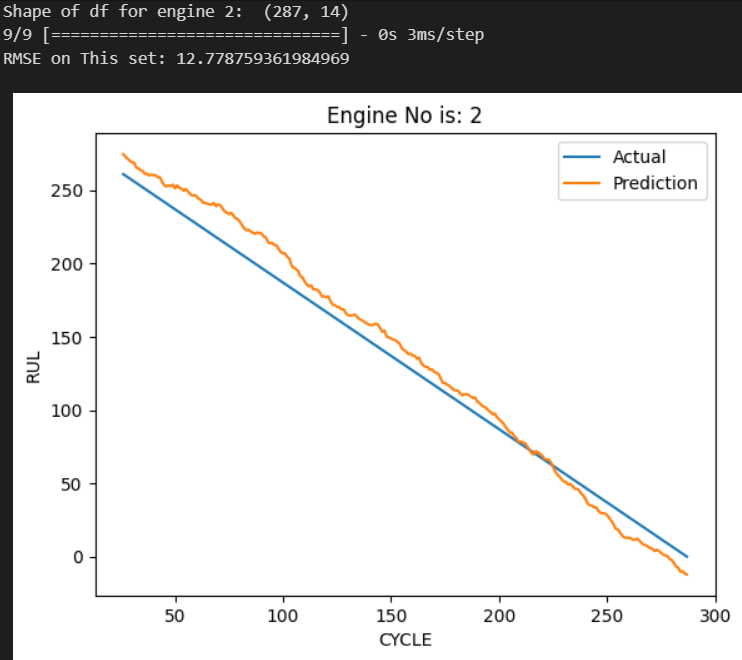 Shape of df for engine 2:  (287, 14)
9/9 [==============================] - 0s 3ms/step
RMSE on This set: 12.778759361984969
Engine No is: 2
Actual
Prediction
250
200
150
100
50
0
RUL
50 100 150 200 250 300
CYCLE